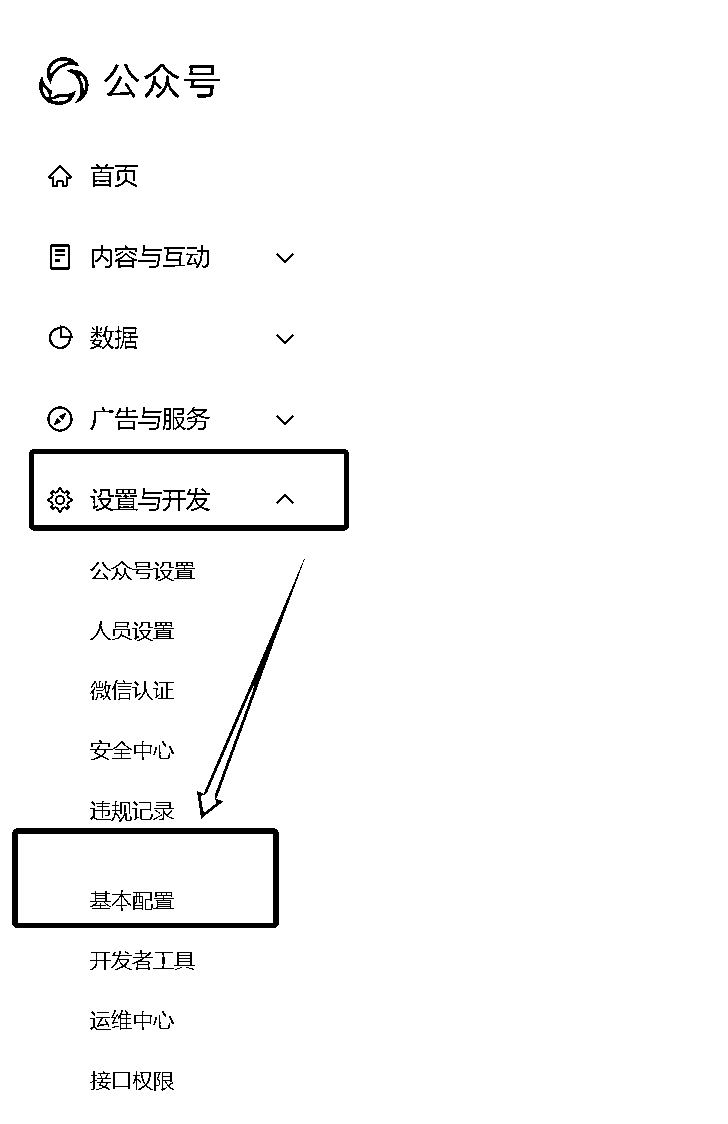 公众号
首页
内容与互动
数据
广告与服务
设置与开发
公众号设置
人员设置
微信认证
安全中心
违规记录
基本配置
开发者工具
运维中心
接口权限